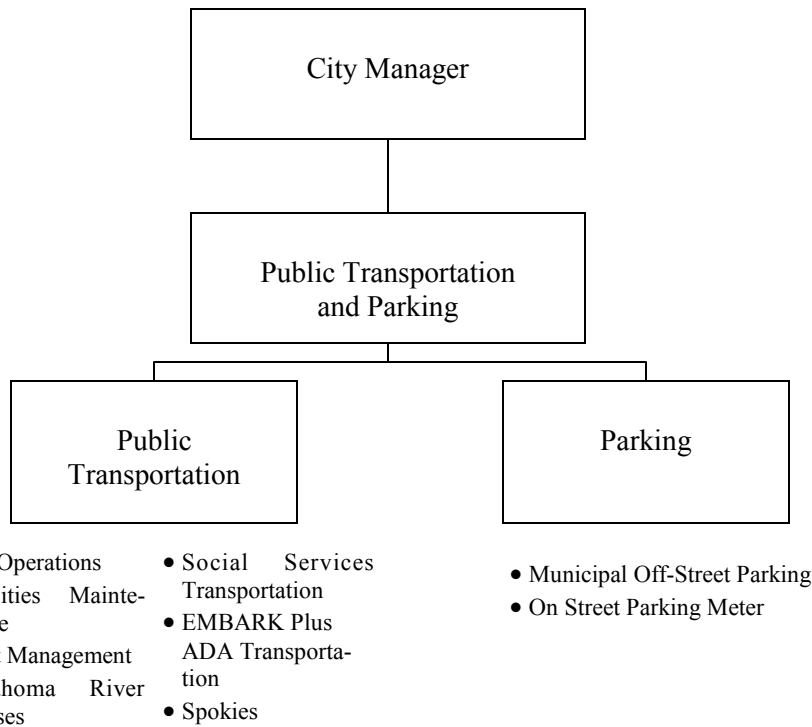 City Manager
Public Transportation
and Parking
Public
Transportation
Parking
Operations
ities Mainte-
e
Management
homa River
ses
• Social Services
Transportation
• EMBARK Plus
ADA Transporta-
tion
• Spokies
• Municipal Off-Street Parking
• On Street Parking Meter